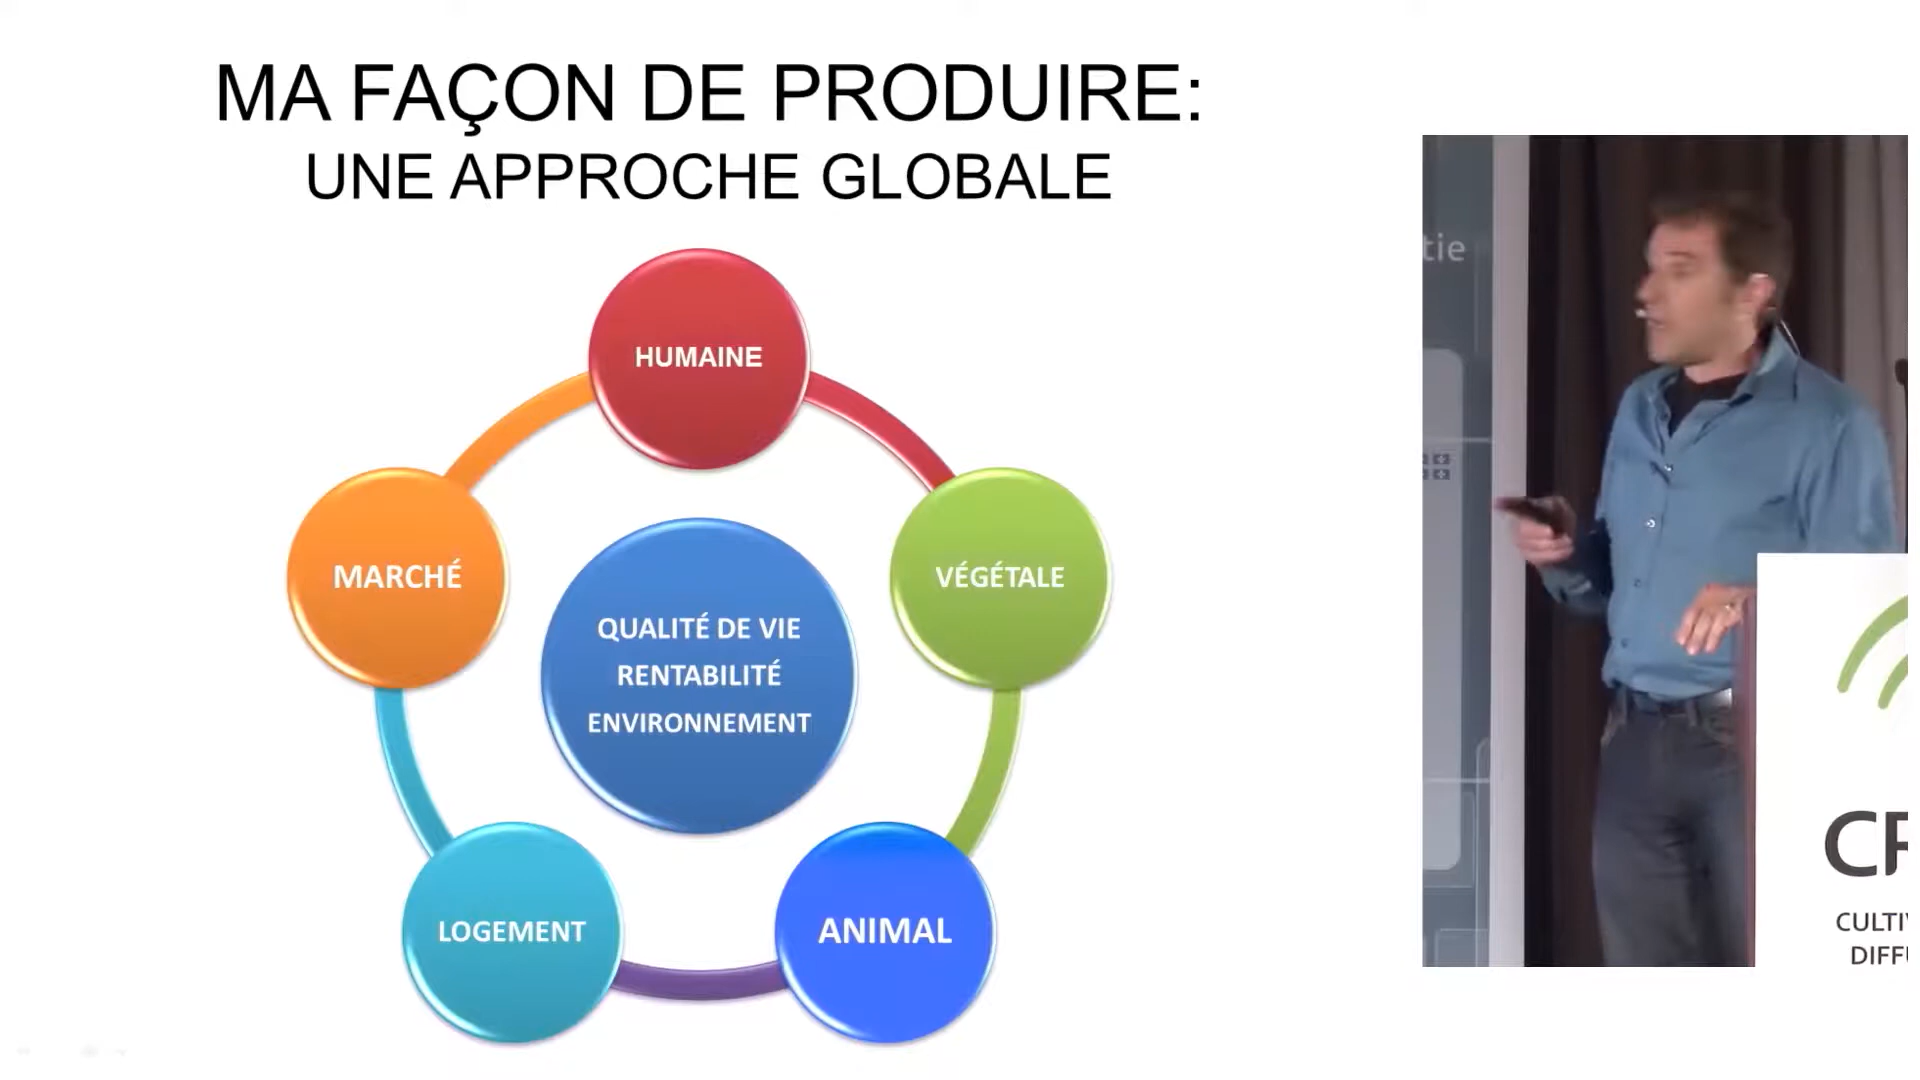 MA FAÇON DE PRODUIRE:
UNE APPROCHE GLOBALE
HUMAINE
MARCHÉ
VÉGÉTALE
QUALITÉ DE VIE
RENTABILITÉ
ENVIRONNEMENT
LOGEMENT
ANIMAL